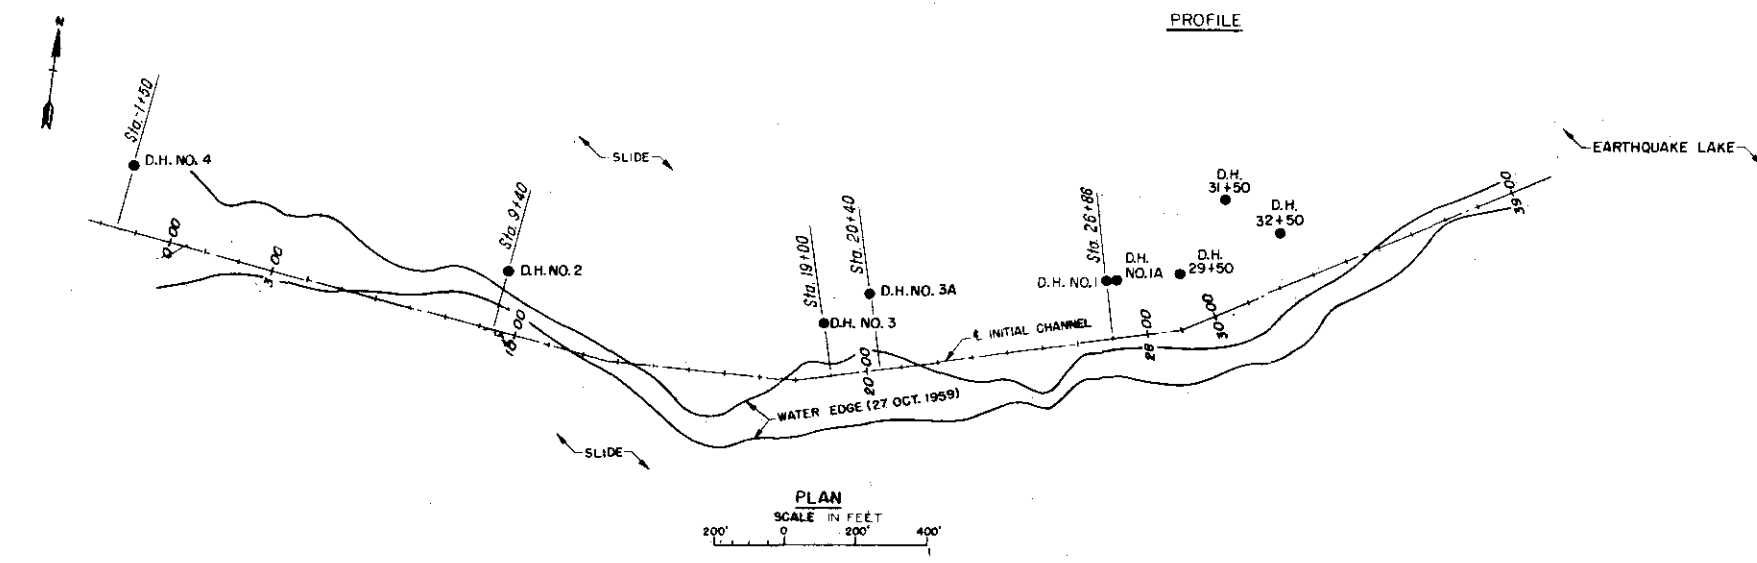 PROFILE
N
Sta. -1+50
D.H. NO. 4
SLIDE
EARTHQUAKE LAKE
D.H.
31+50
D.H.
32+50
Sta. 9+40
D.H. NO. 2
Sta. 19+00
D.H. NO. 3
Sta. 20+40
D.H. NO. 3A
Sta. 26+86
D.H. NO. 1
D.H.
NO. 1A
D.H.
29+50
0+00
3+00
20+00
28+00
30+00
39+00
℄ INITIAL CHANNEL
WATER EDGE (27 OCT. 1959)
SLIDE
PLAN
SCALE IN FEET
200' 0 200' 400'